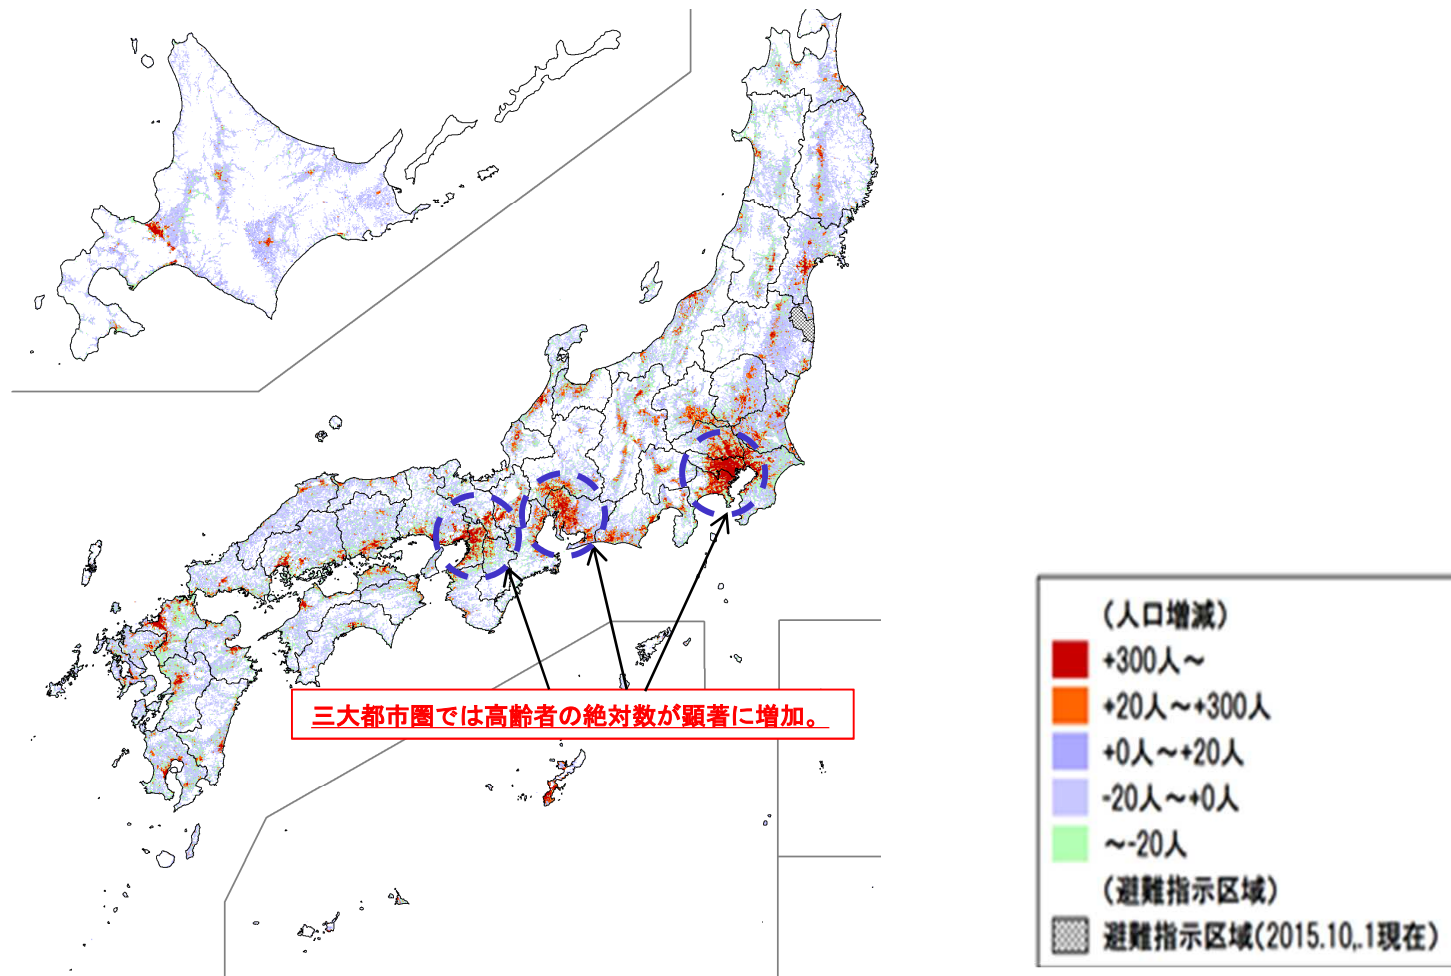 三大都市圏では高齢者の絶対数が顕著に増加。
(人口増減)
+300人～
+20人～+300人
+0人～+20人
-20人～+0人
～-20人
(避難指示区域)
避難指示区域(2015.10,.1現在)